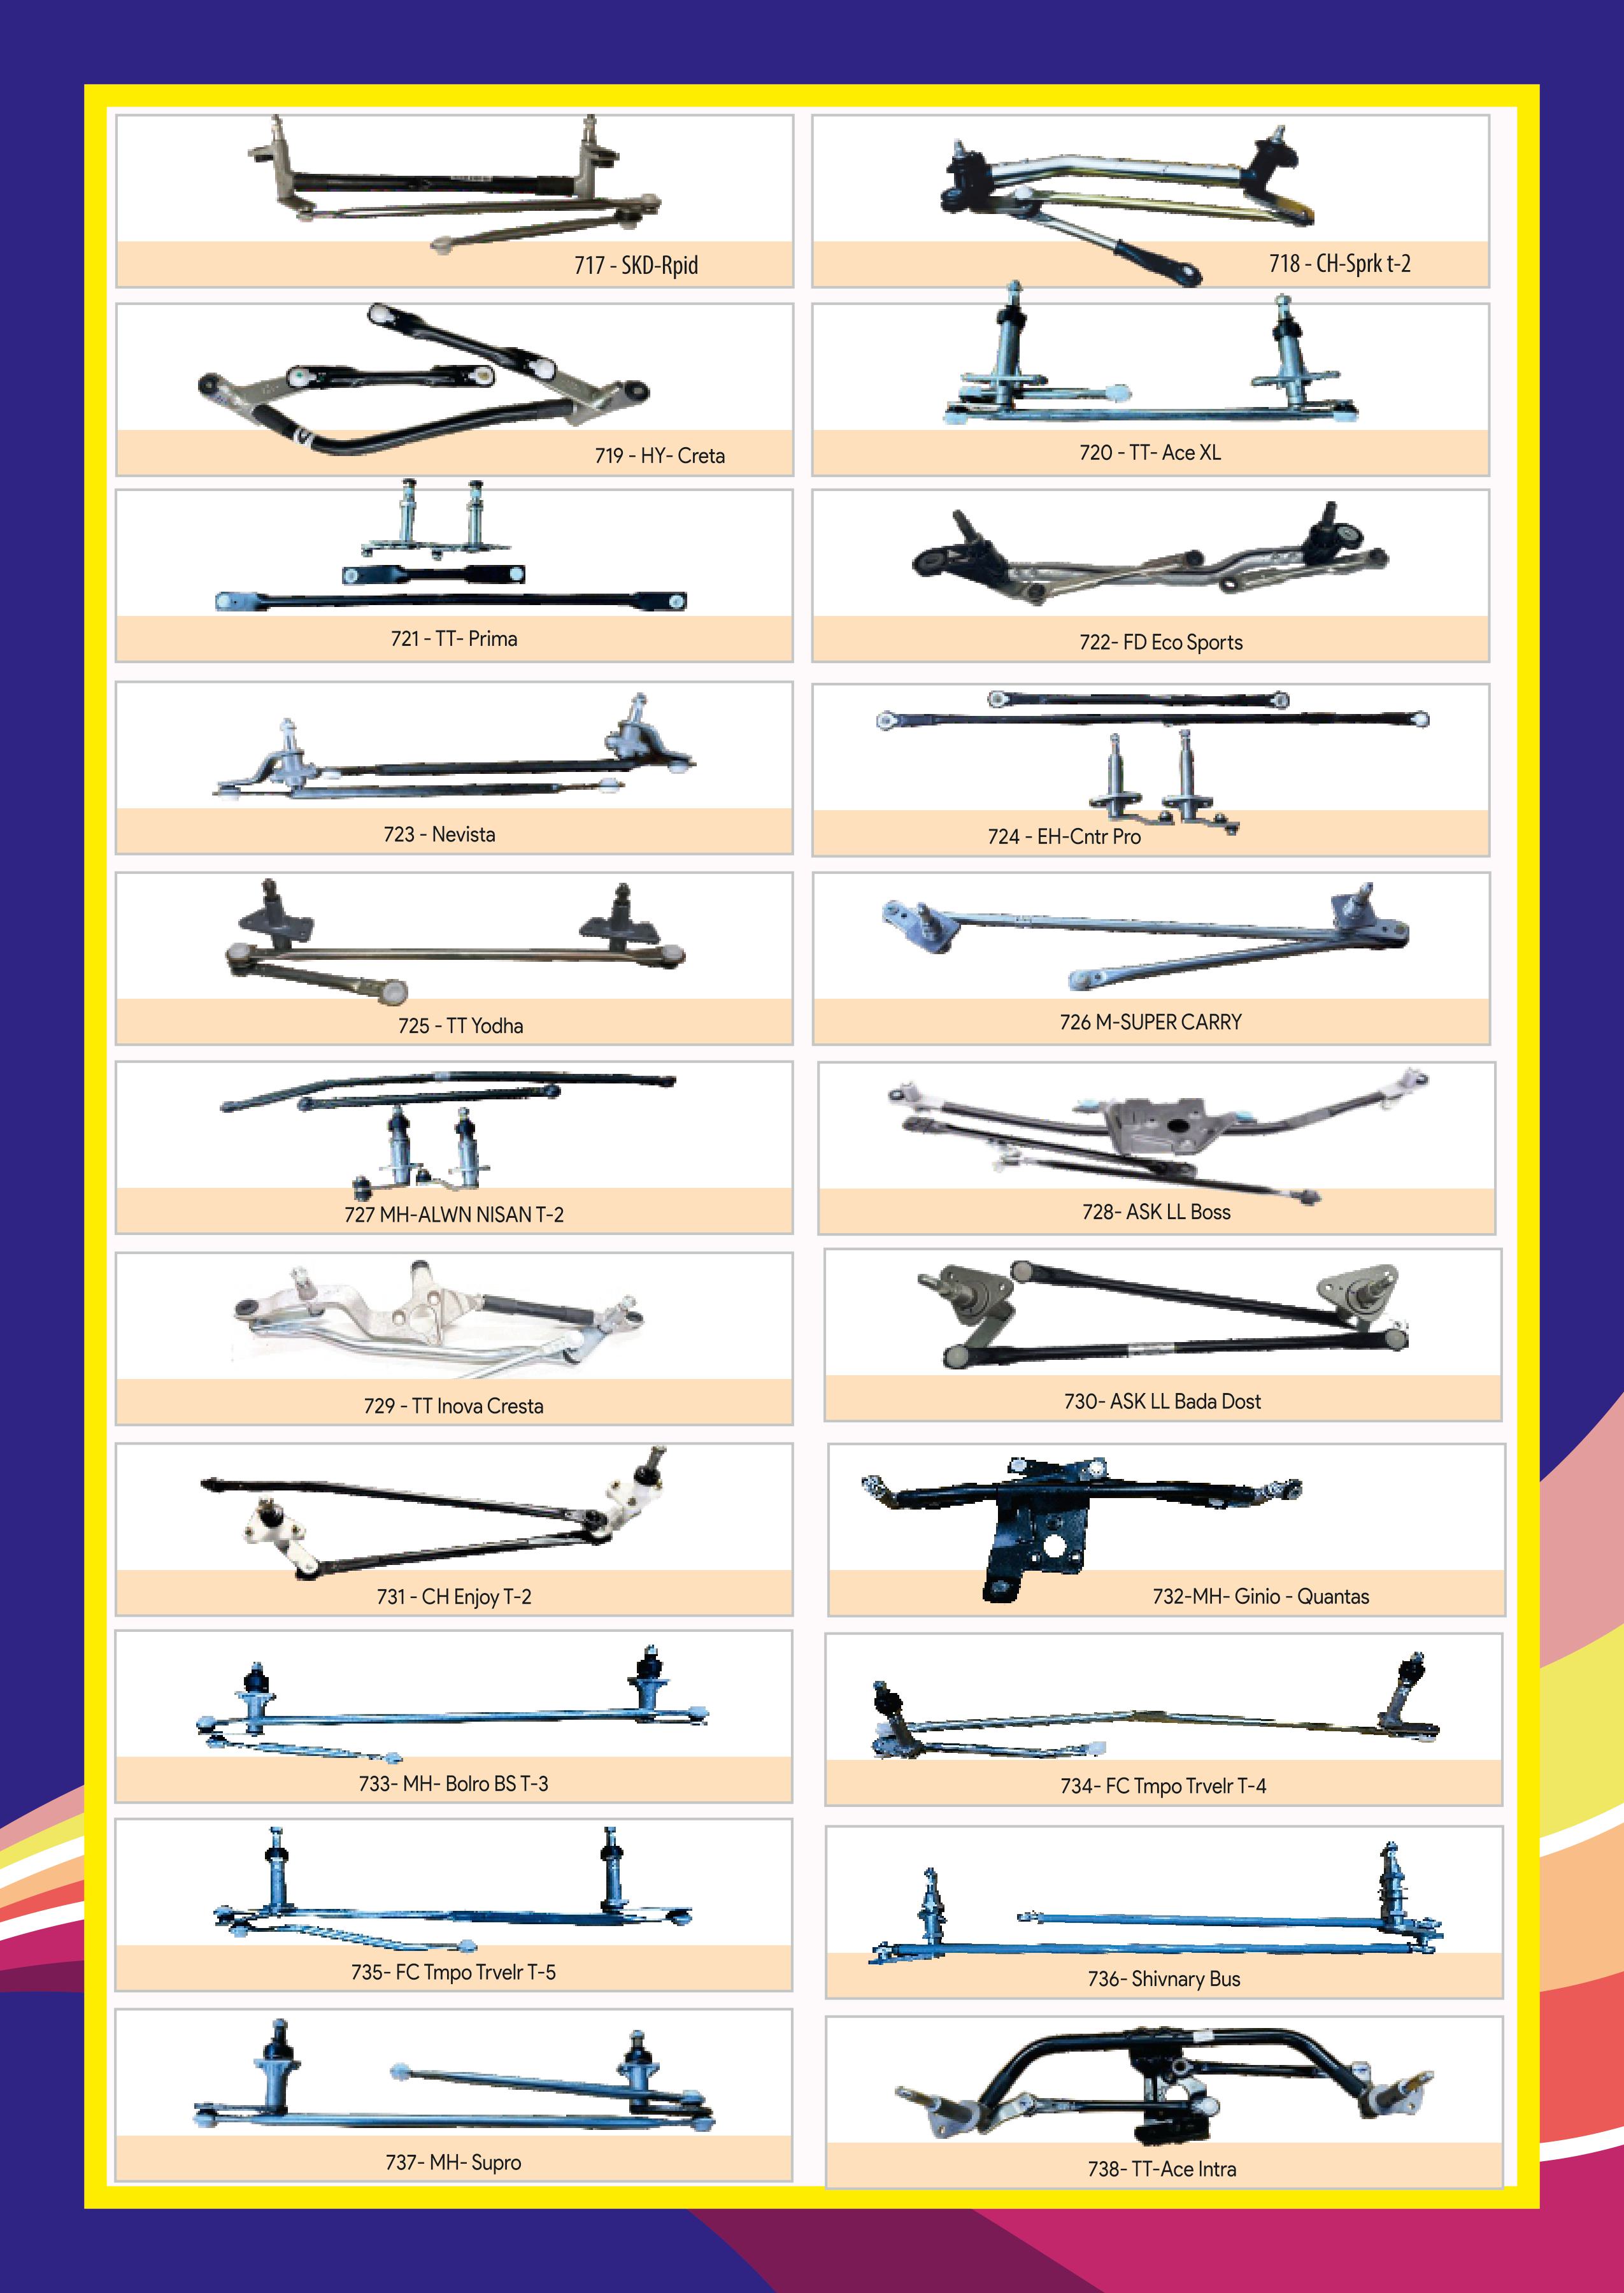 717 - SKD-Rpid
718 - CH-Sprk t-2
719 - HY- Creta
720 - TT- Ace XL
721 - TT- Prima
722- FD Eco Sports
723 - Nevista
724 - EH-Cntr Pro
725 - TT Yodha
726 M-SUPER CARRY
727 MH-ALWN NISAN T-2
728- ASK LL Boss
729 - TT Inova Cresta
730- ASK LL Bada Dost
731 - CH Enjoy T-2
732-MH- Ginio - Quantas
733- MH- Bolro BS T-3
734- FC Tmpo Trvelr T-4
735- FC Tmpo Trvelr T-5
736- Shivnary Bus
737- MH- Supro
738- TT-Ace Intra